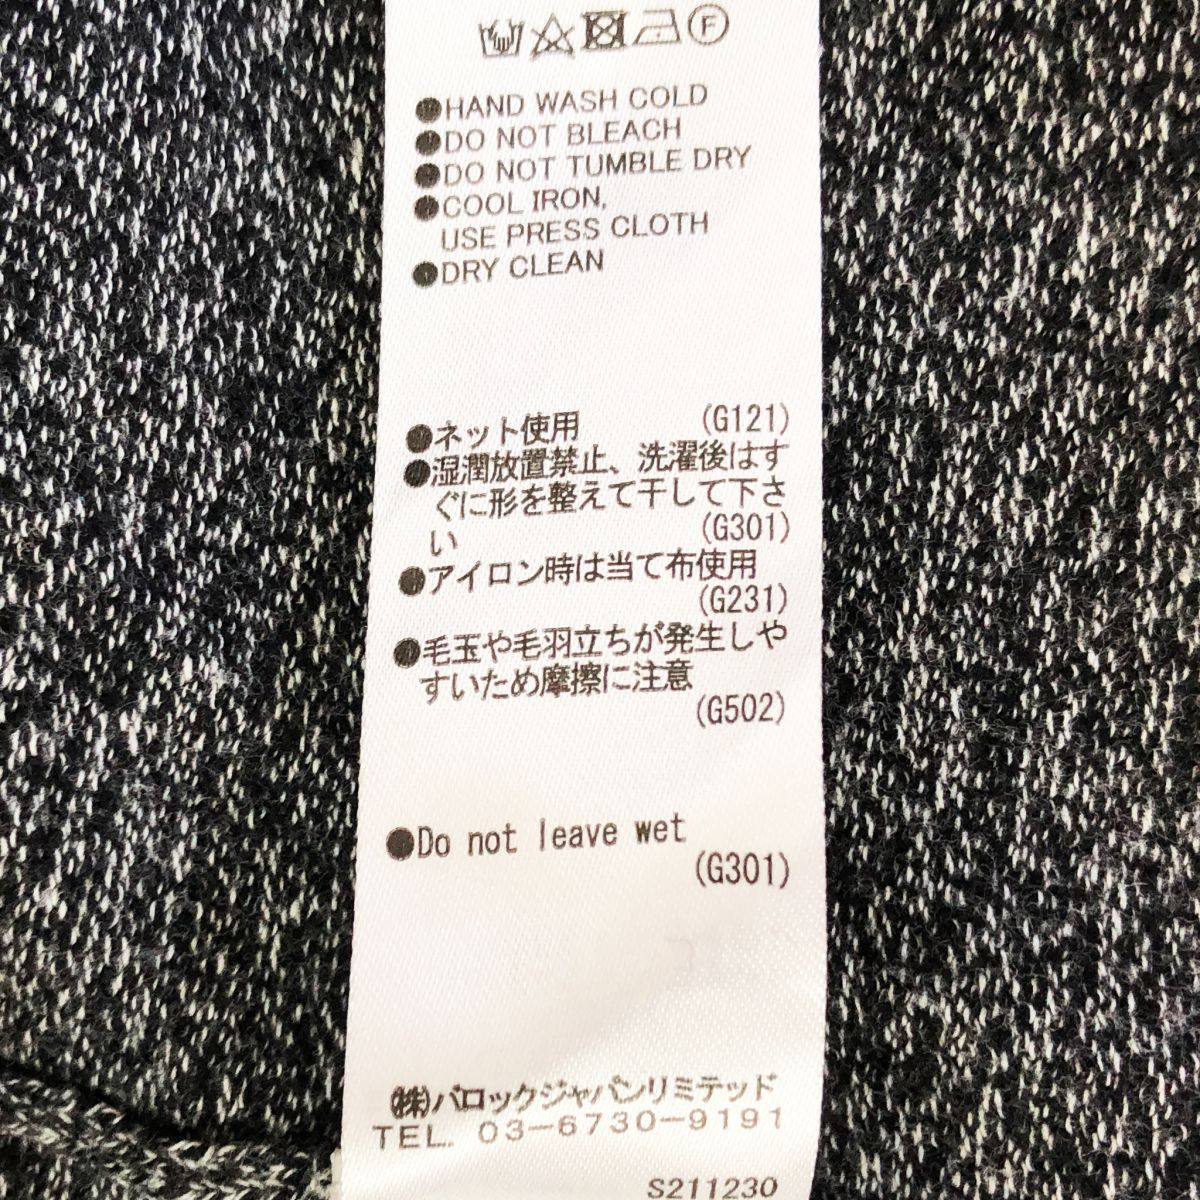 F
●HAND WASH COLD
●DO NOT BLEACH
●DO NOT TUMBLE DRY
●COOL IRON,
USE PRESS CLOTH
●DRY CLEAN
●ネット使用 (G121)
●湿潤放置禁止、洗濯後はす
ぐに形を整えて干して下さ
い (G301)
●アイロン時は当て布使用
(G231)
●毛玉や毛羽立ちが発生しや
すいため摩擦に注意
(G502)
●Do not leave wet
(G301)
㈱バロックジャパンリミテッド
TEL. 03-6730-9191
S211230